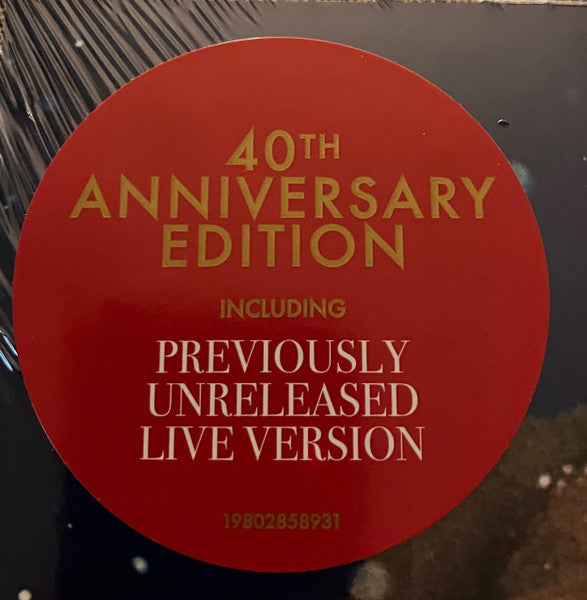 40TH
ANNIVERSARY
EDITION
INCLUDING
PREVIOUSLY
UNRELEASED
LIVE VERSION
19802858931